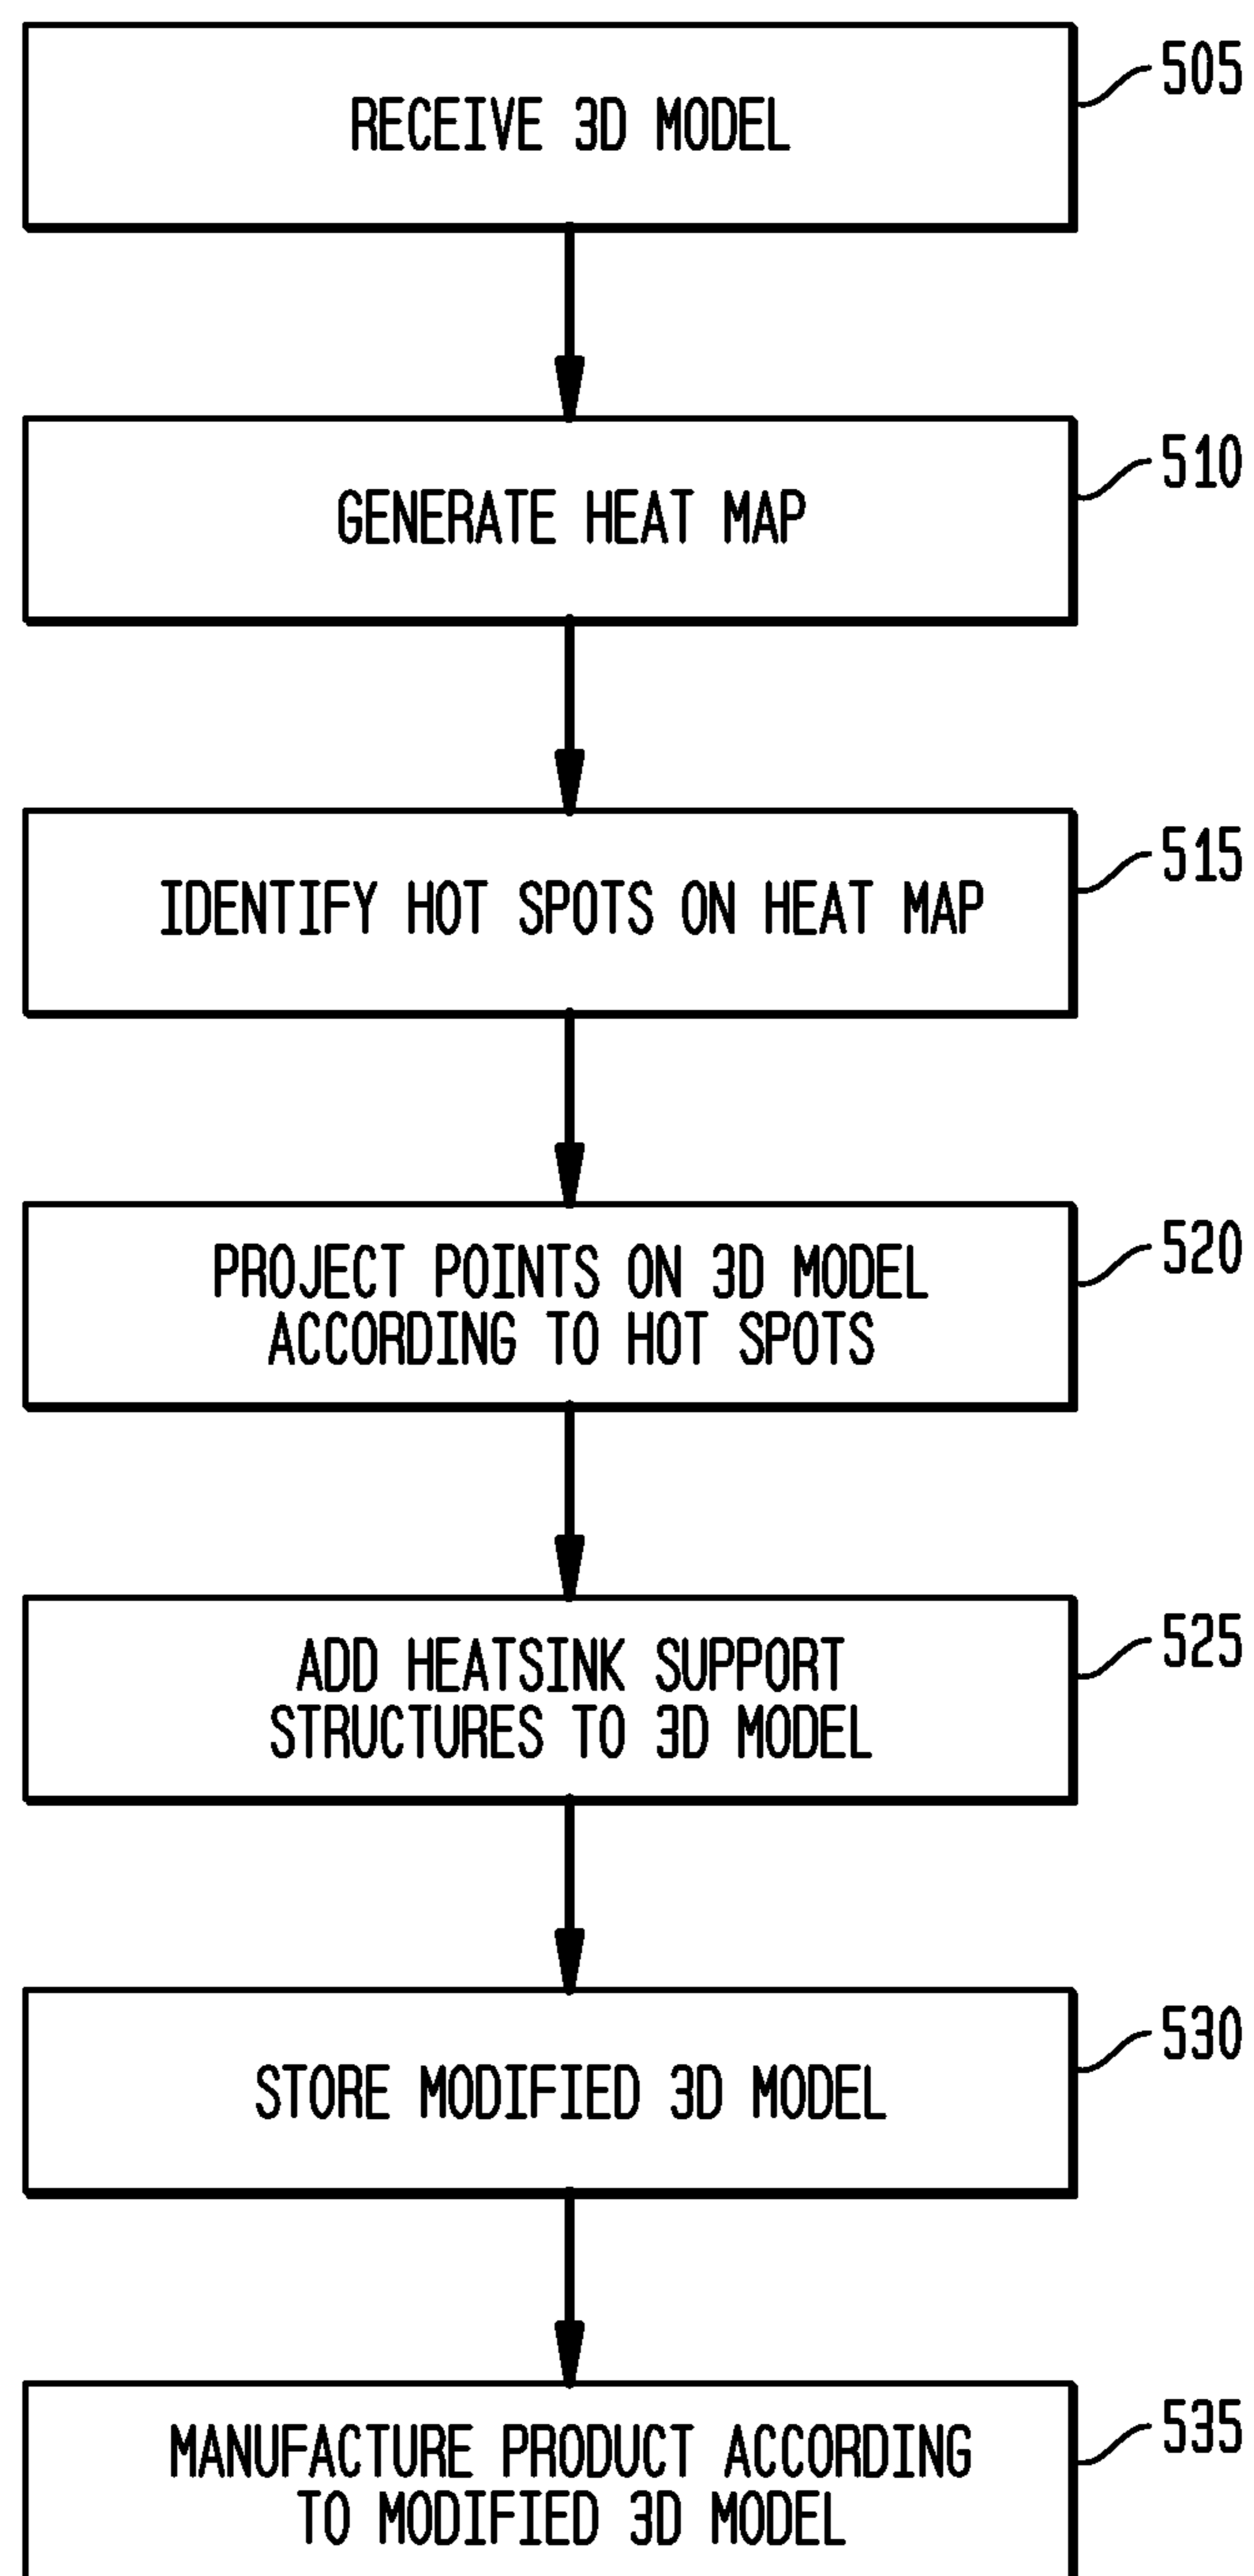 RECEIVE 3D MODEL
505
GENERATE HEAT MAP
510
IDENTIFY HOT SPOTS ON HEAT MAP
515
PROJECT POINTS ON 3D MODEL
ACCORDING TO HOT SPOTS
520
ADD HEATSINK SUPPORT
STRUCTURES TO 3D MODEL
525
STORE MODIFIED 3D MODEL
530
MANUFACTURE PRODUCT ACCORDING
TO MODIFIED 3D MODEL
535